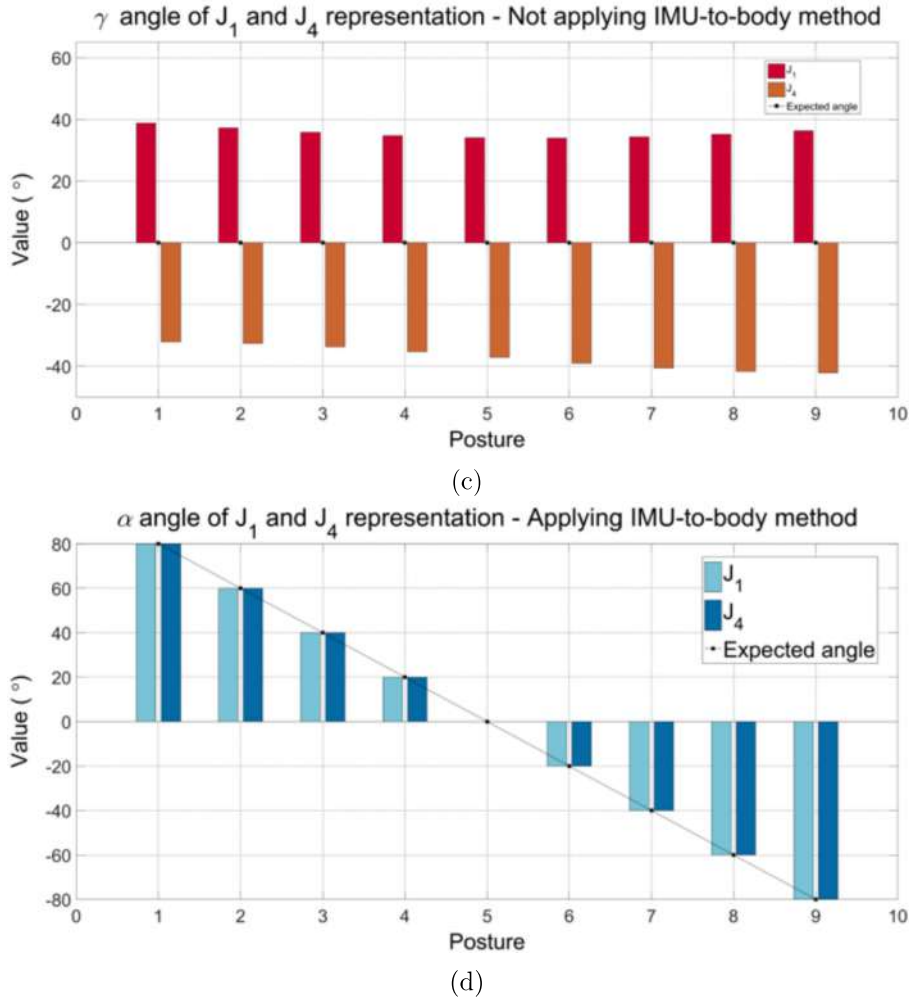 γ angle of J₁ and J₄ representation - Not applying IMU-to-body method
60
40
20
0
-20
-40
Value (°)
J₁
J₄
Expected angle
0 1 2 3 4 5 6 7 8 9 10
Posture
(c)
α angle of J₁ and J₄ representation - Applying IMU-to-body method
80
60
40
20
0
-20
-40
-60
-80
Value (°)
J₁
J₄
Expected angle
0 1 2 3 4 5 6 7 8 9 10
Posture
(d)